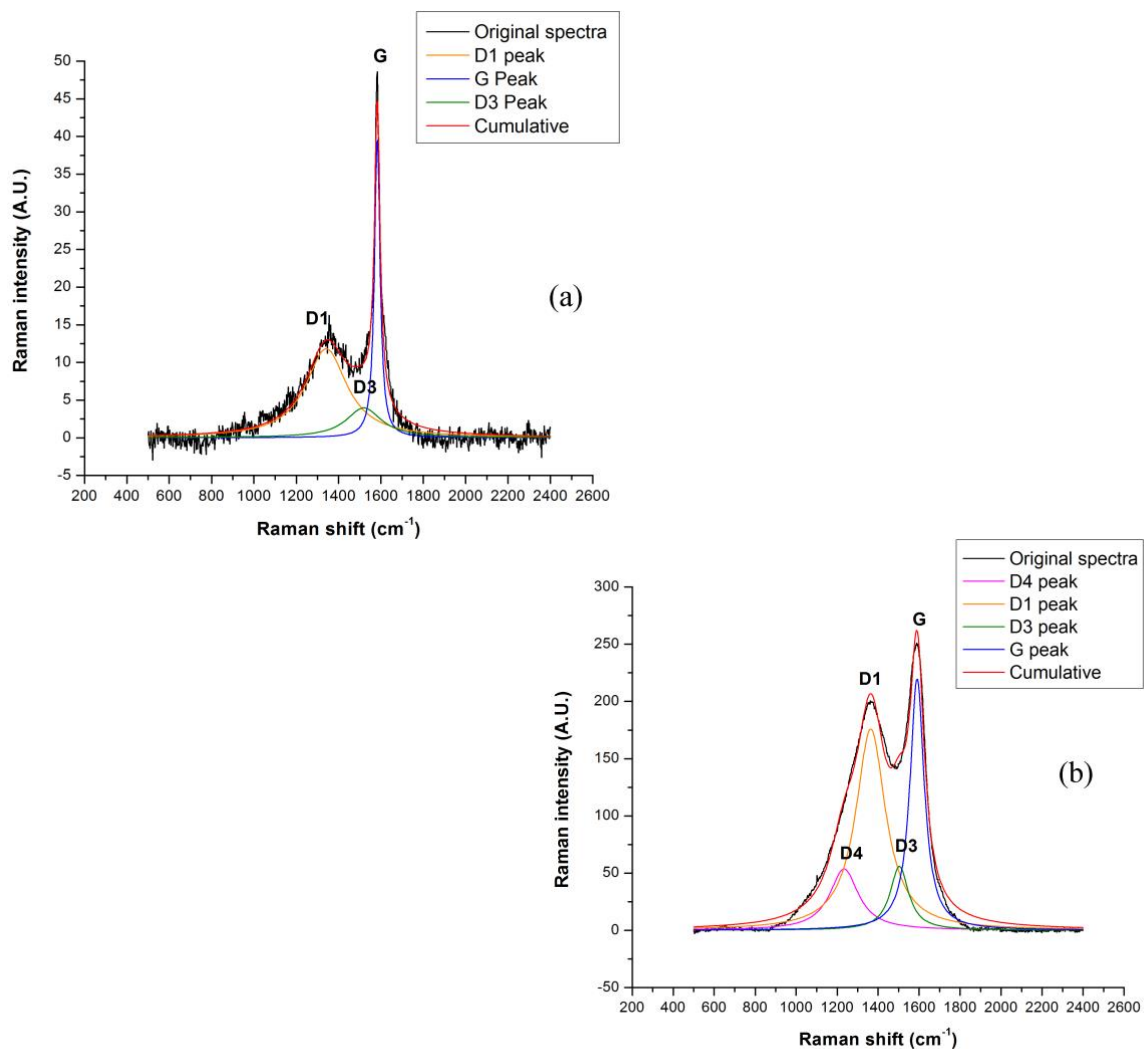 Original spectra
D1 peak
G Peak
D3 Peak
Cumulative
G
D1
D3
50
45
40
35
30
25
20
15
10
5
0
-5
Raman intensity (A.U.)
(a)
200 400 600 800 1000 1200 1400 1600 1800 2000 2200 2400 2600
Raman shift (cm⁻¹)
Original spectra
D4 peak
D1 peak
D3 peak
G peak
Cumulative
G
D1
D4
D3
300
250
200
150
100
50
0
-50
Raman intensity (A.U.)
(b)
200 400 600 800 1000 1200 1400 1600 1800 2000 2200 2400 2600
Raman shift (cm⁻¹)